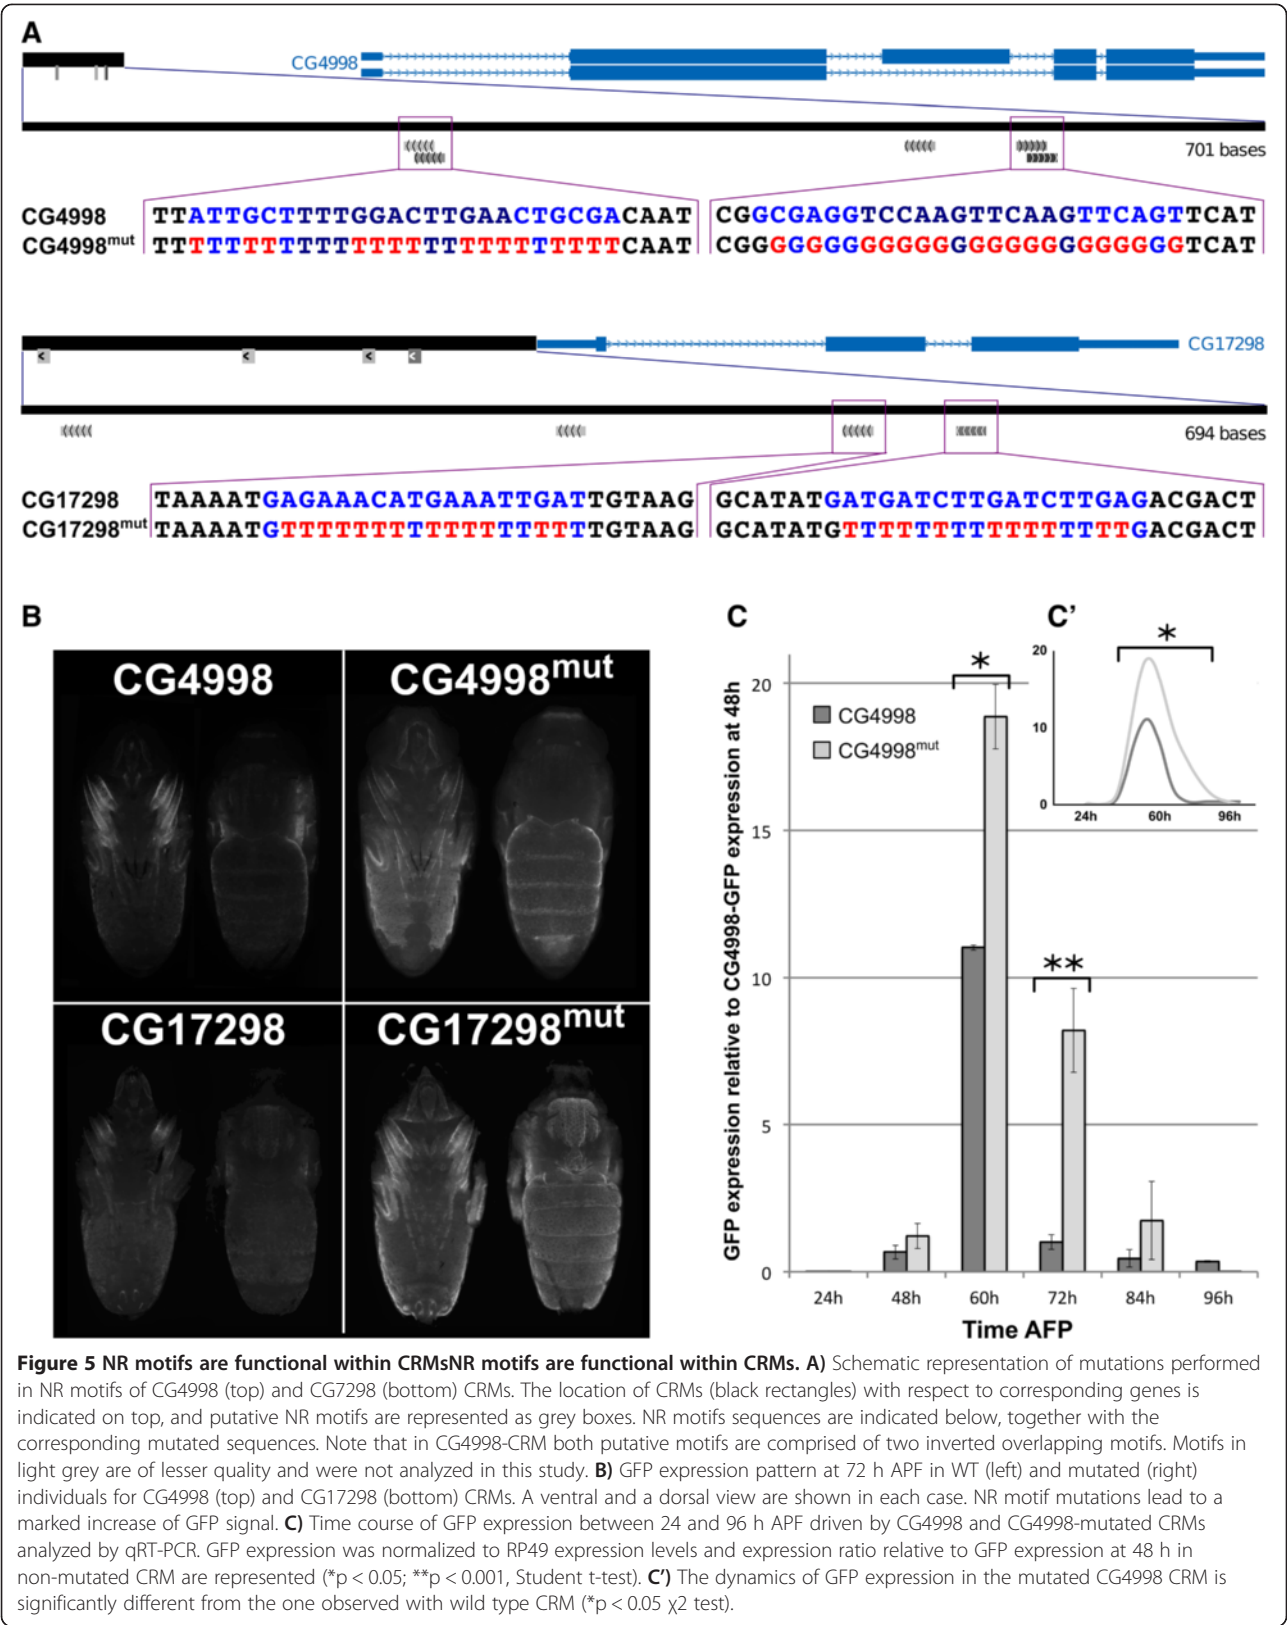 A
CG4998
701 bases
CG4998 TTATTGCTTTTGGACTTGAACTGCGACAAT CGGCGAGGTCCAAGTTCAAGTTCAGTTCAT
CG4998mut TTTTTTTTTTTTTTTTTTTTTTTTTTCAAT CGGGGGGGGGGGGGGGGGGGGGGGGGTCAT
CG17298
694 bases
CG17298 TAAAATGAGAAACATGAAATTGATTGTAAG GCATATGATGATCTTGATCTTGAGACGACT
CG17298mut TAAAATGTTTTTTTTTTTTTTTTTTGTAAG GCATATGTTTTTTTTTTTTTTTTGACGACT
B
CG4998
CG4998mut
CG17298
CG17298mut
C
GFP expression relative to CG4998-GFP expression at 48h
20
15
10
5
0
CG4998
CG4998mut
*
**
24h 48h 60h 72h 84h 96h
Time AFP
C'
*
20
10
0
24h 60h 96h
Figure 5 NR motifs are functional within CRMsNR motifs are functional within CRMs. A) Schematic representation of mutations performed
in NR motifs of CG4998 (top) and CG7298 (bottom) CRMs. The location of CRMs (black rectangles) with respect to corresponding genes is
indicated on top, and putative NR motifs are represented as grey boxes. NR motifs sequences are indicated below, together with the
corresponding mutated sequences. Note that in CG4998-CRM both putative motifs are comprised of two inverted overlapping motifs. Motifs in
light grey are of lesser quality and were not analyzed in this study. B) GFP expression pattern at 72 h APF in WT (left) and mutated (right)
individuals for CG4998 (top) and CG17298 (bottom) CRMs. A ventral and a dorsal view are shown in each case. NR motif mutations lead to a
marked increase of GFP signal. C) Time course of GFP expression between 24 and 96 h APF driven by CG4998 and CG4998-mutated CRMs
analyzed by qRT-PCR. GFP expression was normalized to RP49 expression levels and expression ratio relative to GFP expression at 48 h in
non-mutated CRM are represented (*p < 0.05; **p < 0.001, Student t-test). C') The dynamics of GFP expression in the mutated CG4998 CRM is
significantly different from the one observed with wild type CRM (*p < 0.05 χ2 test).